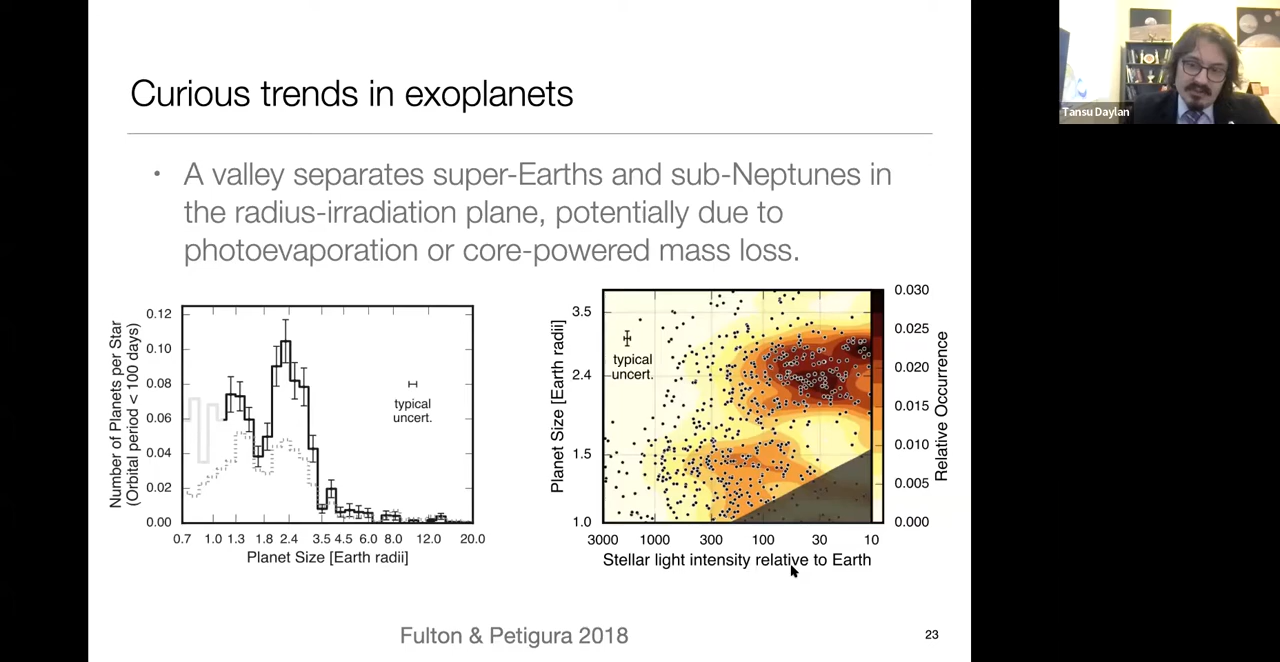 Curious trends in exoplanets
• A valley separates super-Earths and sub-Neptunes in
the radius-irradiation plane, potentially due to
photoevaporation or core-powered mass loss.
Number of Planets per Star
(Orbital period < 100 days)
0.12
0.10
0.08
0.06
0.04
0.02
0.00
typical
uncert.
0.7 1.0 1.3 1.8 2.4 3.5 4.5 6.0 8.0 12.0 20.0
Planet Size [Earth radii]
Planet Size [Earth radii]
3.5
2.4
1.5
1.0
typical
uncert.
3000 1000 300 100 30 10
Stellar light intensity relative to Earth
0.030
0.025
0.020
0.015
0.010
0.005
0.000
Relative Occurrence
Fulton & Petigura 2018
23
Tansu Daylan